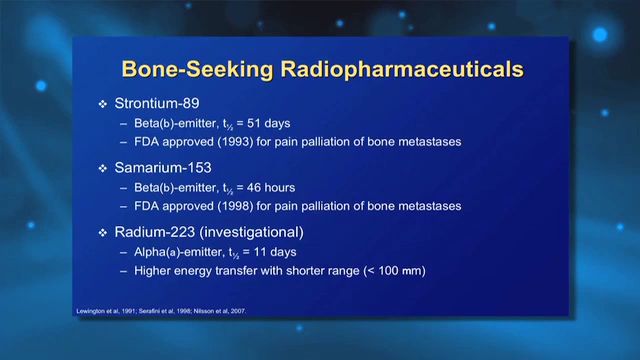 Bone-Seeking Radiopharmaceuticals
❖ Strontium-89
– Beta(b)-emitter, t½ = 51 days
– FDA approved (1993) for pain palliation of bone metastases
❖ Samarium-153
– Beta(b)-emitter, t½ = 46 hours
– FDA approved (1998) for pain palliation of bone metastases
❖ Radium-223 (investigational)
– Alpha(a)-emitter, t½ = 11 days
– Higher energy transfer with shorter range (< 100 mm)
Lewington et al, 1991; Serafini et al, 1998; Nilsson et al, 2007.